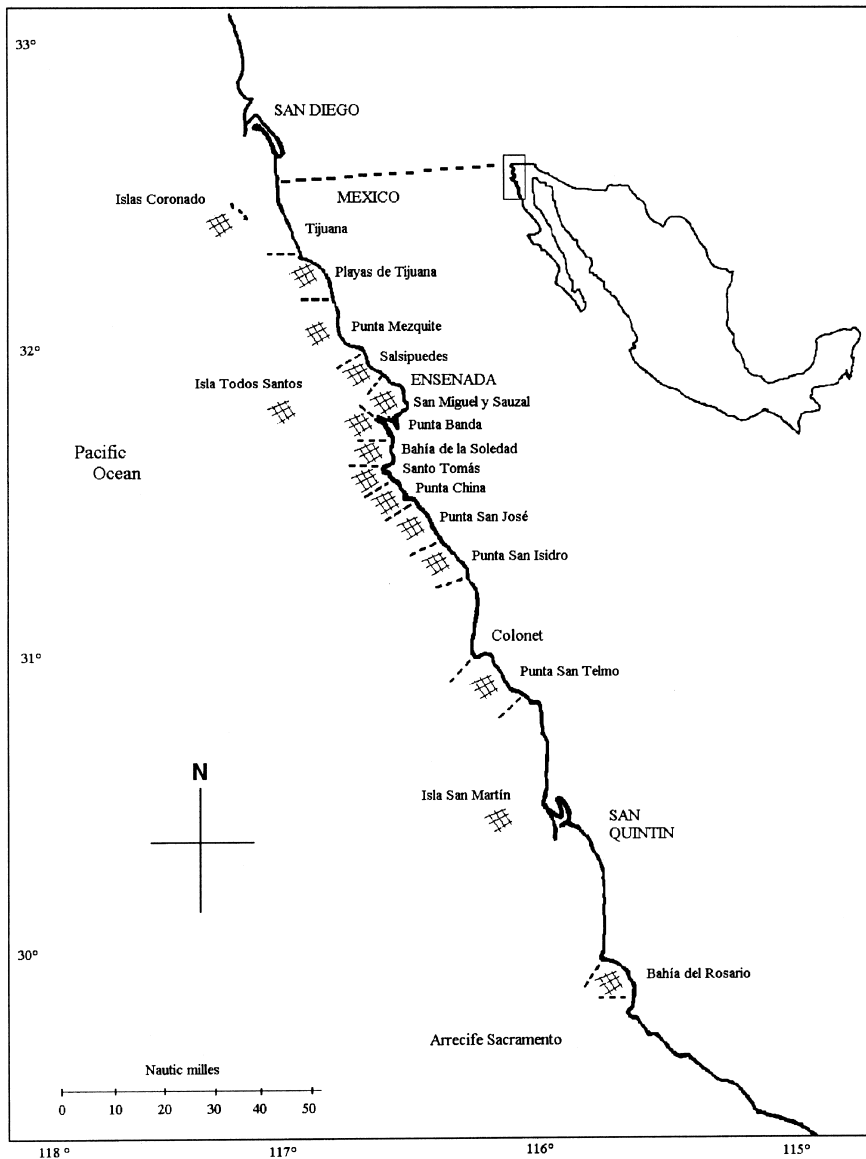 33°
SAN DIEGO
MEXICO
Islas Coronado
Tijuana
Playas de Tijuana
Punta Mezquite
32°
Salsipuedes
Isla Todos Santos
ENSENADA
San Miguel y Sauzal
Punta Banda
Pacific
Ocean
Bahía de la Soledad
Santo Tomás
Punta China
Punta San José
Punta San Isidro
Colonet
31°
Punta San Telmo
N
Isla San Martín
SAN
QUINTIN
30°
Bahía del Rosario
Arrecife Sacramento
Nautic milles
0 10 20 30 40 50
118 ° 117° 116° 115°